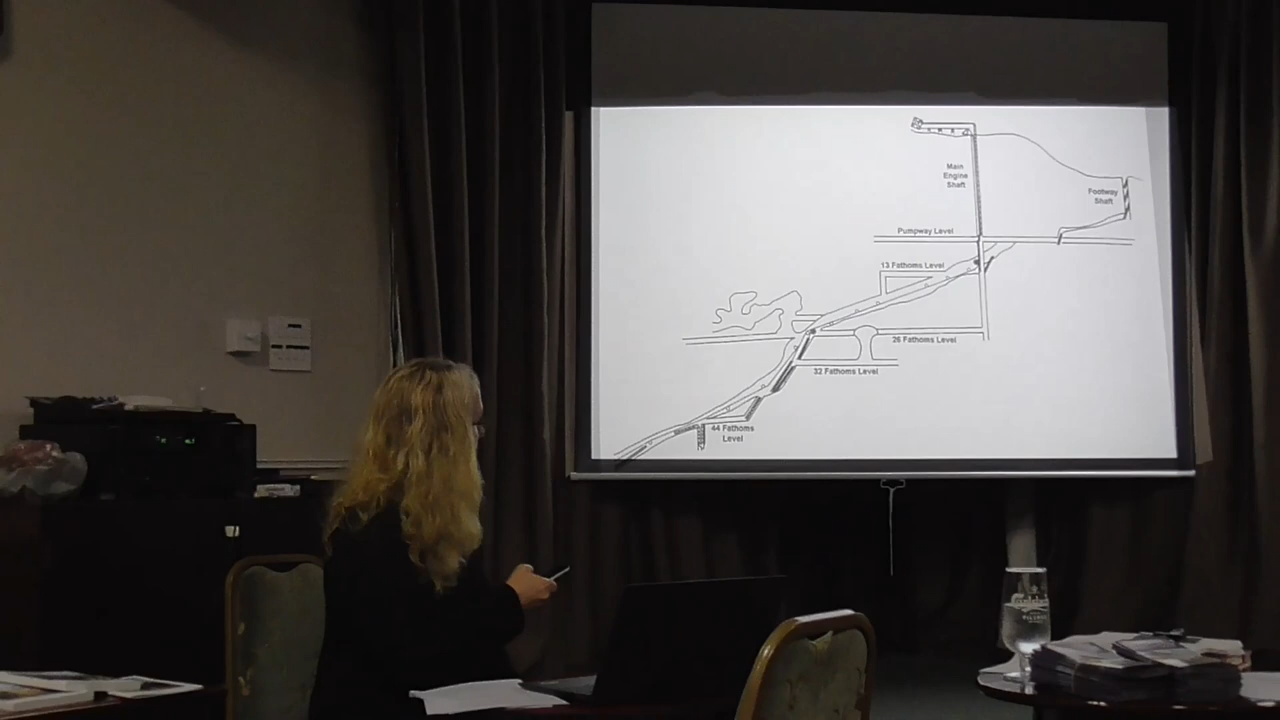 Main
Engine
Shaft
Footway
Shaft
Pumpway Level
13 Fathoms Level
26 Fathoms Level
32 Fathoms Level
44 Fathoms
Level